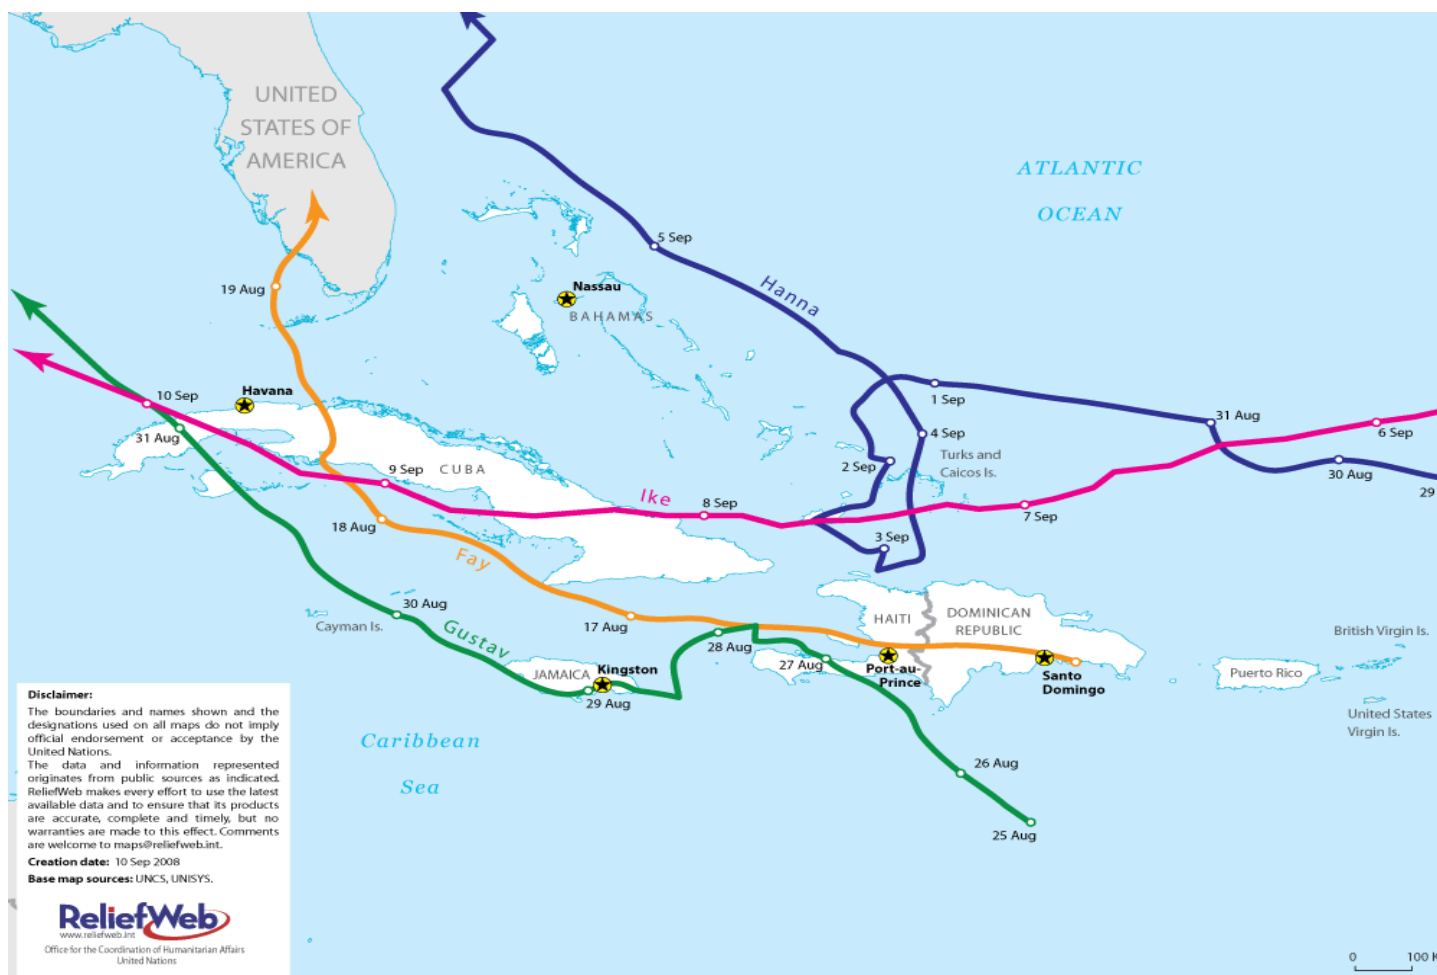 UNITED
STATES OF
AMERICA
ATLANTIC
OCEAN
5 Sep
Hanna
19 Aug
Nassau
BAHAMAS
10 Sep
Havana
31 Aug
1 Sep
31 Aug
6 Sep
4 Sep
Turks and
Caicos Is.
2 Sep
30 Aug
29
9 Sep
CUBA
Ike
8 Sep
7 Sep
18 Aug
3 Sep
Fay
30 Aug
Cayman Is.
Gustav
17 Aug
HAITI
DOMINICAN
REPUBLIC
British Virgin Is.
28 Aug
27 Aug
Port-au-
Prince
Santo
Domingo
Puerto Rico
JAMAICA
Kingston
29 Aug
United States
Virgin Is.
Caribbean
Sea
26 Aug
25 Aug
Disclaimer:
The boundaries and names shown and the
designations used on all maps do not imply
official endorsement or acceptance by the
United Nations.
The data and information represented
originates from public sources as indicated.
ReliefWeb makes every effort to use the latest
available data and to ensure that its products
are accurate, complete and timely, but no
warranties are made to this effect. Comments
are welcome to maps@reliefweb.int.
Creation date: 10 Sep 2008
Base map sources: UNCS, UNISYS.
ReliefWeb
www.reliefweb.int
Office for the Coordination of Humanitarian Affairs
United Nations
0 100 K